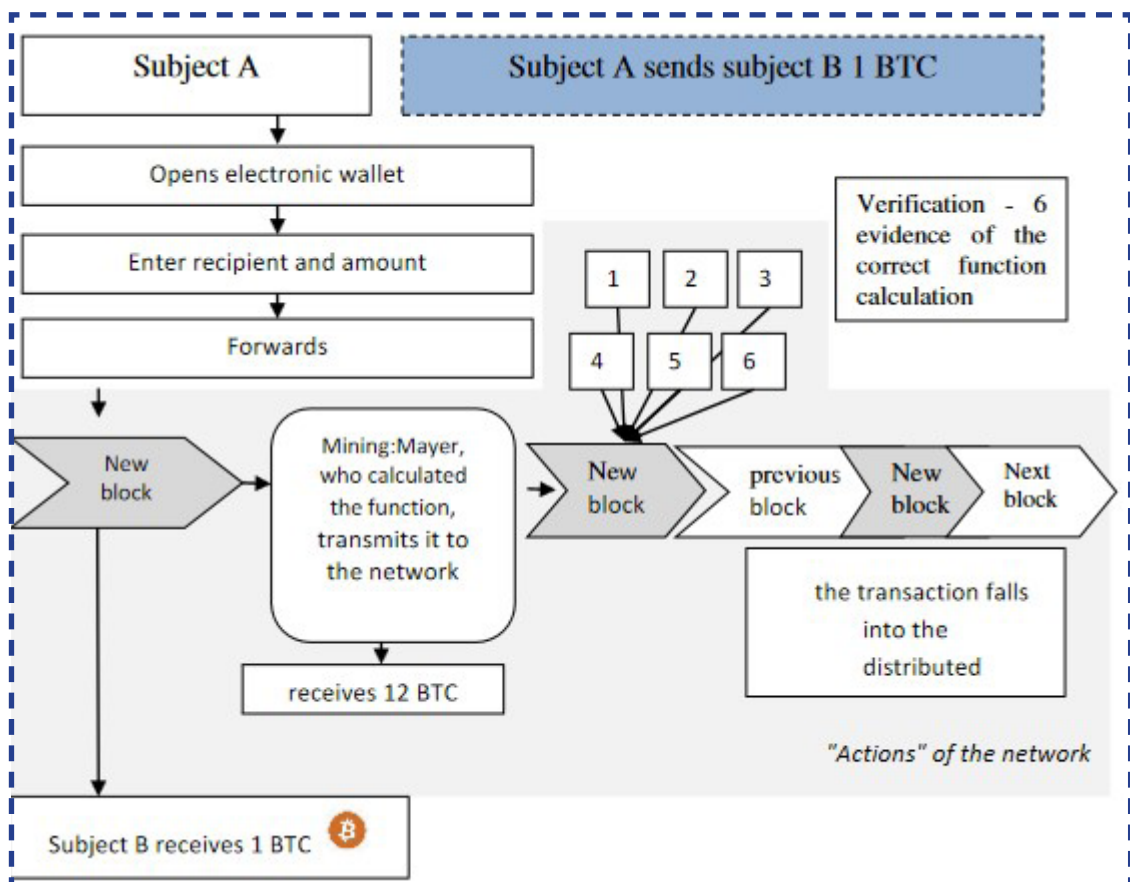 Subject A
Subject A sends subject B 1 BTC
Opens electronic wallet
Enter recipient and amount
Forwards
Verification - 6
evidence of the
correct function
calculation
1
2
3
4
5
6
New
block
Mining:Mayer,
who calculated
the function,
transmits it to
the network
New
block
previous
block
New
block
Next
block
receives 12 BTC
the transaction falls
into the
distributed
"Actions" of the network
Subject B receives 1 BTC